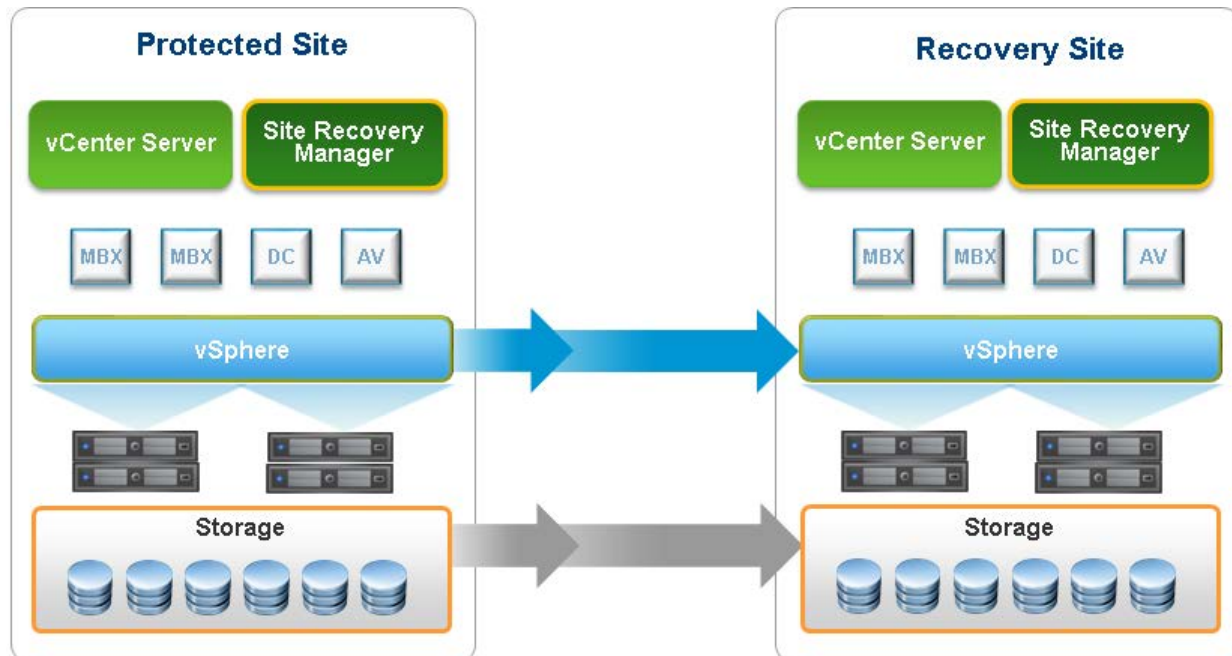 Protected Site
vCenter Server
Site Recovery
Manager
MBX
MBX
DC
AV
vSphere
Storage
Recovery Site
vCenter Server
Site Recovery
Manager
MBX
MBX
DC
AV
vSphere
Storage